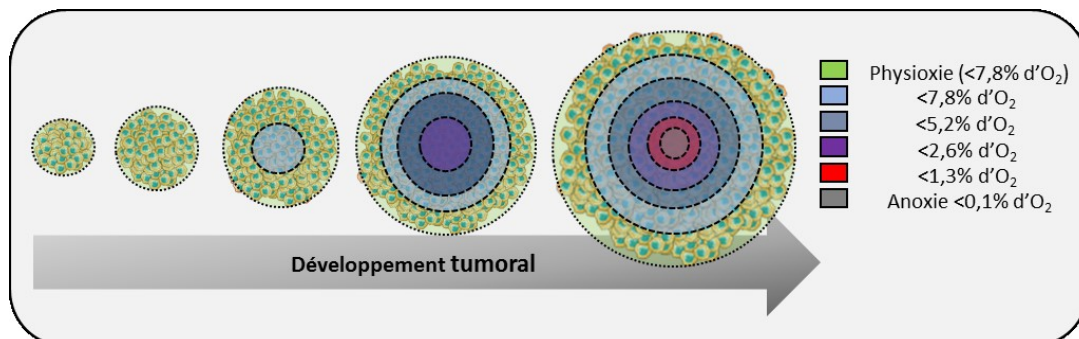 Physioxie (<7,8% d'O₂)
<7,8% d'O₂
<5,2% d'O₂
<2,6% d'O₂
<1,3% d'O₂
Anoxie <0,1% d'O₂
Développement tumoral